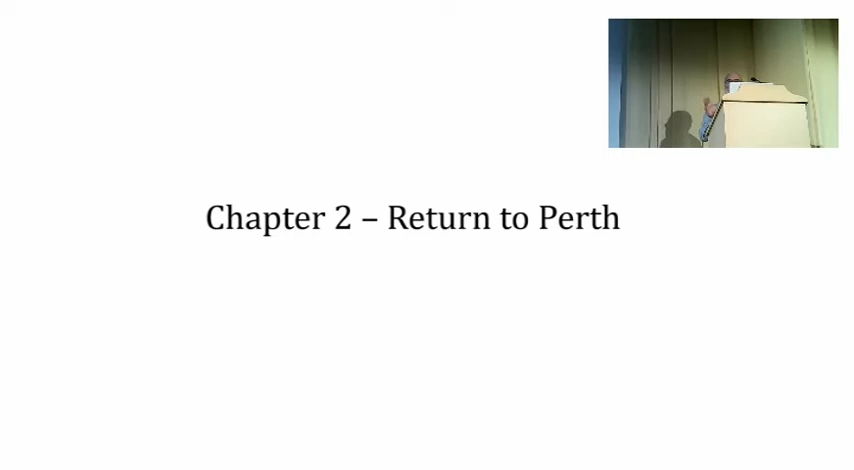 Chapter 2 – Return to Perth